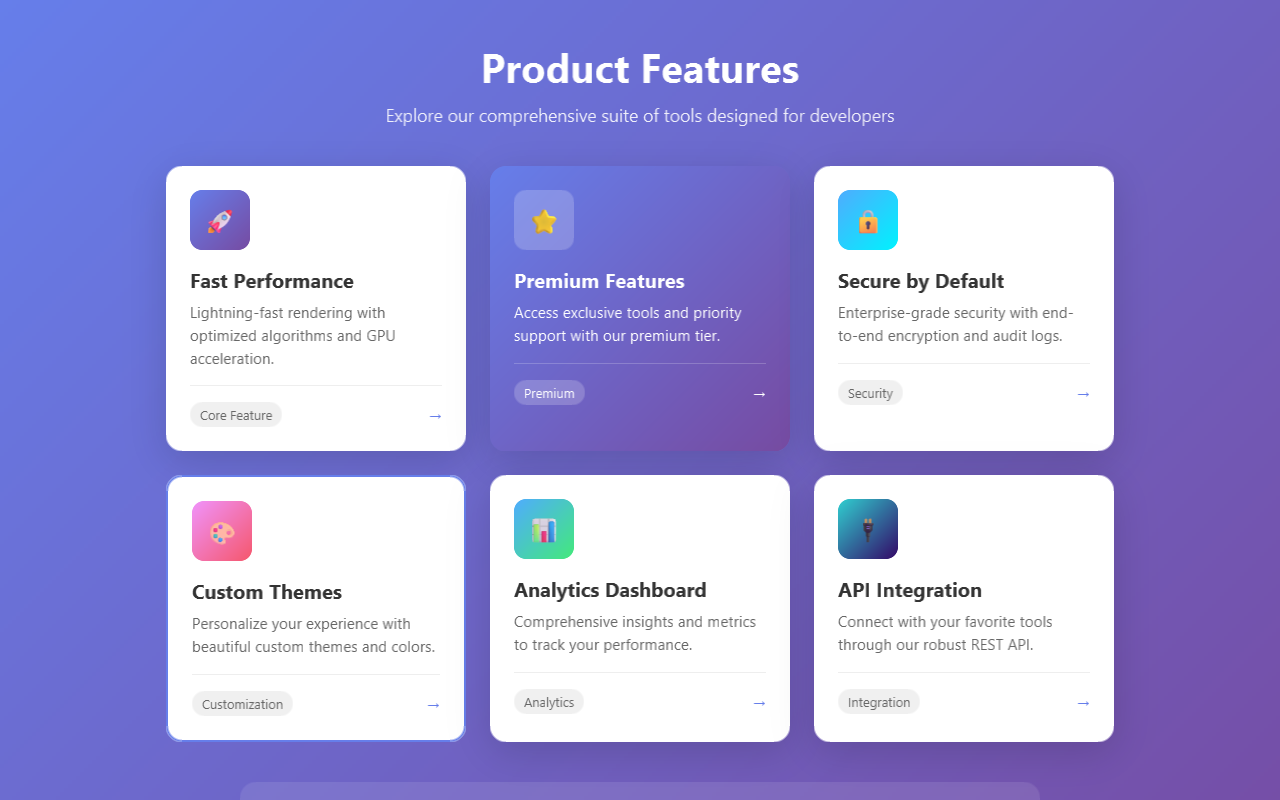 Product Features
Explore our comprehensive suite of tools designed for developers
Fast Performance
Lightning-fast rendering with
optimized algorithms and GPU
acceleration.
Core Feature
→
Premium Features
Access exclusive tools and priority
support with our premium tier.
Premium
→
Secure by Default
Enterprise-grade security with end-
to-end encryption and audit logs.
Security
→
Custom Themes
Personalize your experience with
beautiful custom themes and colors.
Customization
→
Analytics Dashboard
Comprehensive insights and metrics
to track your performance.
Analytics
→
API Integration
Connect with your favorite tools
through our robust REST API.
Integration
→